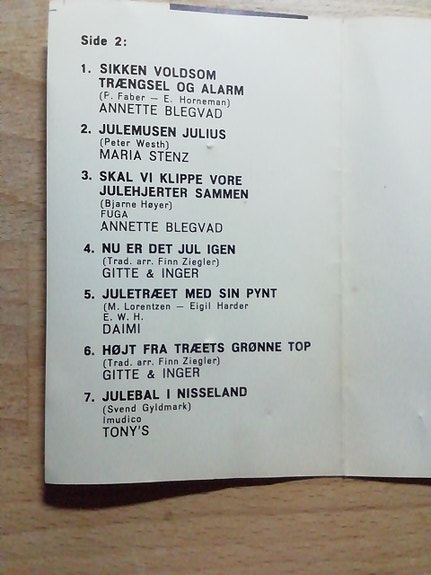 Side 2:
1. SIKKEN VOLDSOM
TRÆNGSEL OG ALARM
(P. Faber — E. Horneman)
ANNETTE BLEGVAD
2. JULEMUSEN JULIUS
(Peter Westh)
MARIA STENZ
3. SKAL VI KLIPPE VORE
JULEHJERTER SAMMEN
(Bjarne Høyer)
FUGA
ANNETTE BLEGVAD
4. NU ER DET JUL IGEN
(Trad. arr. Finn Ziegler)
GITTE & INGER
5. JULETRÆET MED SIN PYNT
(M. Lorentzen — Eigil Harder
E. W. H.
DAIMI
6. HØJT FRA TRÆETS GRØNNE TOP
(Trad. arr. Finn Ziegler)
GITTE & INGER
7. JULEBAL I NISSELAND
(Svend Gyldmark)
Imudico
TONY'S